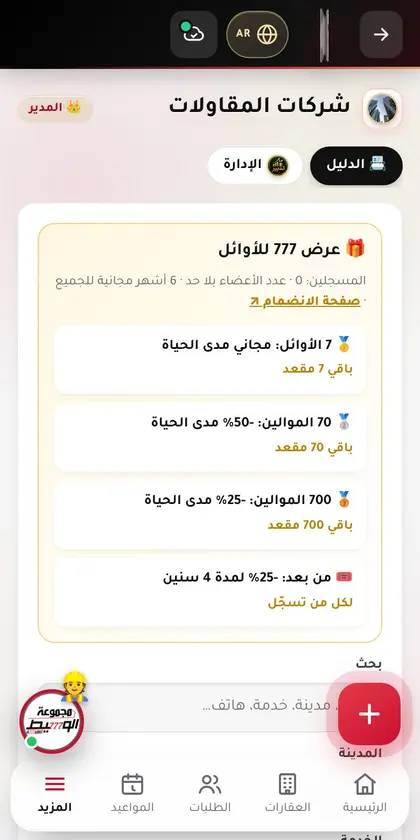 AR
شركات المقاولات
المدير
الدليل
الإدارة
عرض 777 للأوائل
المسجلين: 0 · عدد الأعضاء بلا حد · 6 أشهر مجانية للجميع
· صفحة الانضمام ↗
7 الأوائل: مجاني مدى الحياة
باقي 7 مقعد
70 الموالين: -50% مدى الحياة
باقي 70 مقعد
700 الموالين: -25% مدى الحياة
باقي 700 مقعد
من بعد: -25% لمدة 4 سنين
لكل من تسجّل
بحث
مدينة، خدمة، هاتف...
المدينة
مجموعة
الوسيط
777
الرئيسية
العقارات
الطلبات
المواعيد
المزيد